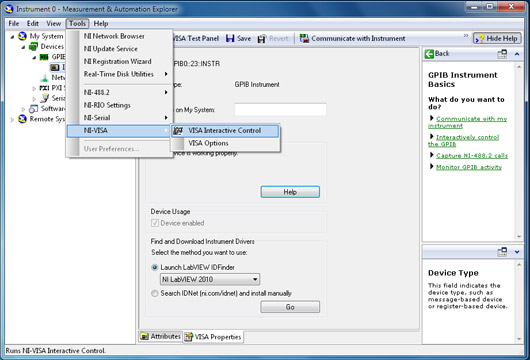 Instrument 0 - Measurement & Automation Explorer
File Edit View Tools Help
My System
Devices
GPIB
PXI
Serial
Software
Remote Systems
NI Network Browser
NI Update Service
NI Registration Wizard
Real-Time Disk Utilities
NI-488.2
NI-RIO Settings
NI-Serial
NI-VISA
User Preferences...
VISA Interactive Control
VISA Options
VISA Test Panel Save Revert Communicate with Instrument Hide Help
GPIB0::23::INSTR
GPIB Instrument
on My System:
device is working properly.
Help
Device Usage
Device enabled
Find and Download Instrument Drivers
Select the method you want to use:
Launch LabVIEW IDFinder
NI LabVIEW 2010
Search IDNet (ni.com/idnet) and install manually
Go
Attributes VISA Properties
Back
GPIB Instrument
Basics
What do you want to
do?
Communicate with my
instrument
Interactively control
the GPIB
Capture NI-488.2 calls
Monitor GPIB activity
Device Type
This field indicates the
device type, such as
message-based device
or register-based device.
Runs NI-VISA Interactive Control.